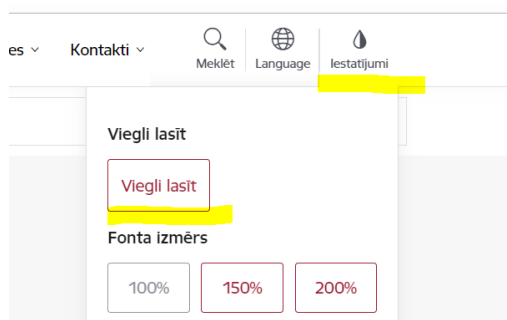 es Kontakti Meklēt Language Iestatījumi
Viegli lasīt
Viegli lasīt
Fonta izmērs
100% 150% 200%